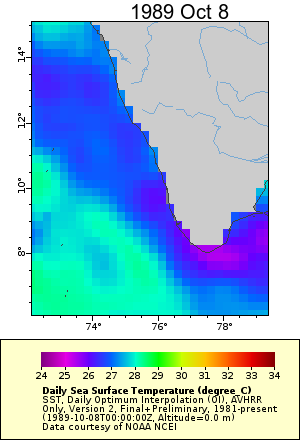 1989 Oct 8
14°
12°
10°
8°
74°
76°
78°
24 25 26 27 28 29 30 31 32 33 34
Daily Sea Surface Temperature (degree_C)
SST, Daily Optimum Interpolation (OI), AVHRR
Only, Version 2, Final+Preliminary, 1981-present
(1989-10-08T00:00:00Z, Altitude=0.0 m)
Data courtesy of NOAA NCEI